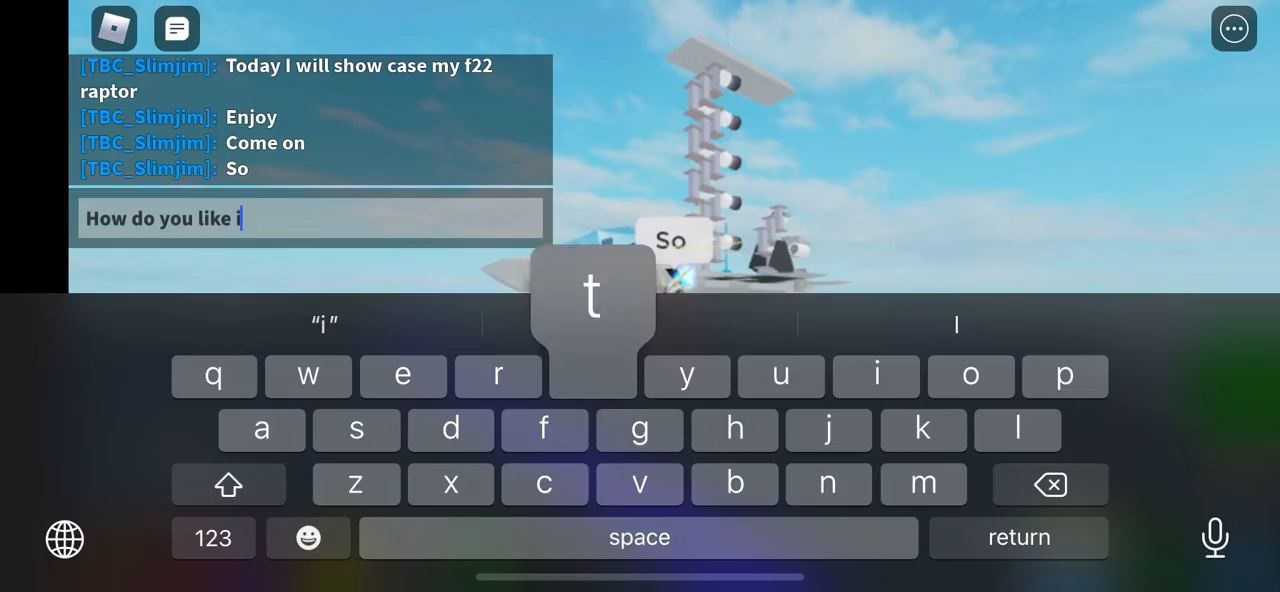 [TBC_Slimjim]: Today I will show case my f22
raptor
[TBC_Slimjim]: Enjoy
[TBC_Slimjim]: Come on
[TBC_Slimjim]: So
How do you like i
So
t
“i” I
q w e r y u i o p
a s d f g h j k l
z x c v b n m
123 space return